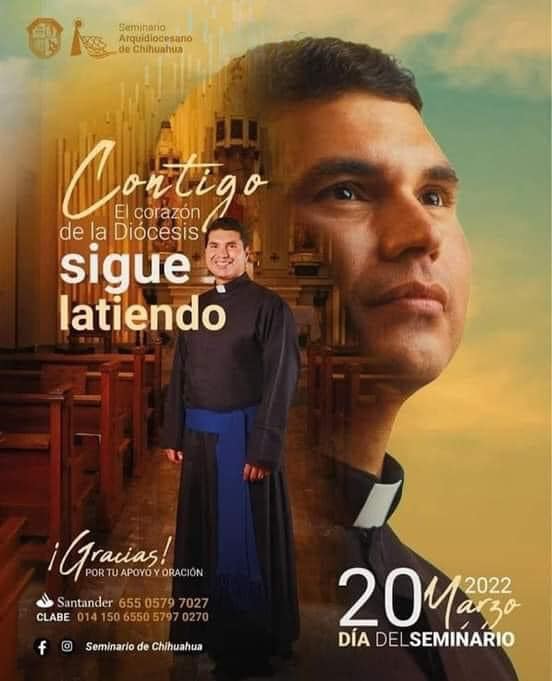 Seminario
Arquidiocesano
de Chihuahua
Contigo
El corazón
de la Diócesis
sigue
latiendo
¡Gracias!
POR TU APOYO Y ORACIÓN
Santander 655 0579 7027
CLABE 014 150 6550 5797 0270
Seminario de Chihuahua
20 2022
Marzo
DÍA DEL SEMINARIO